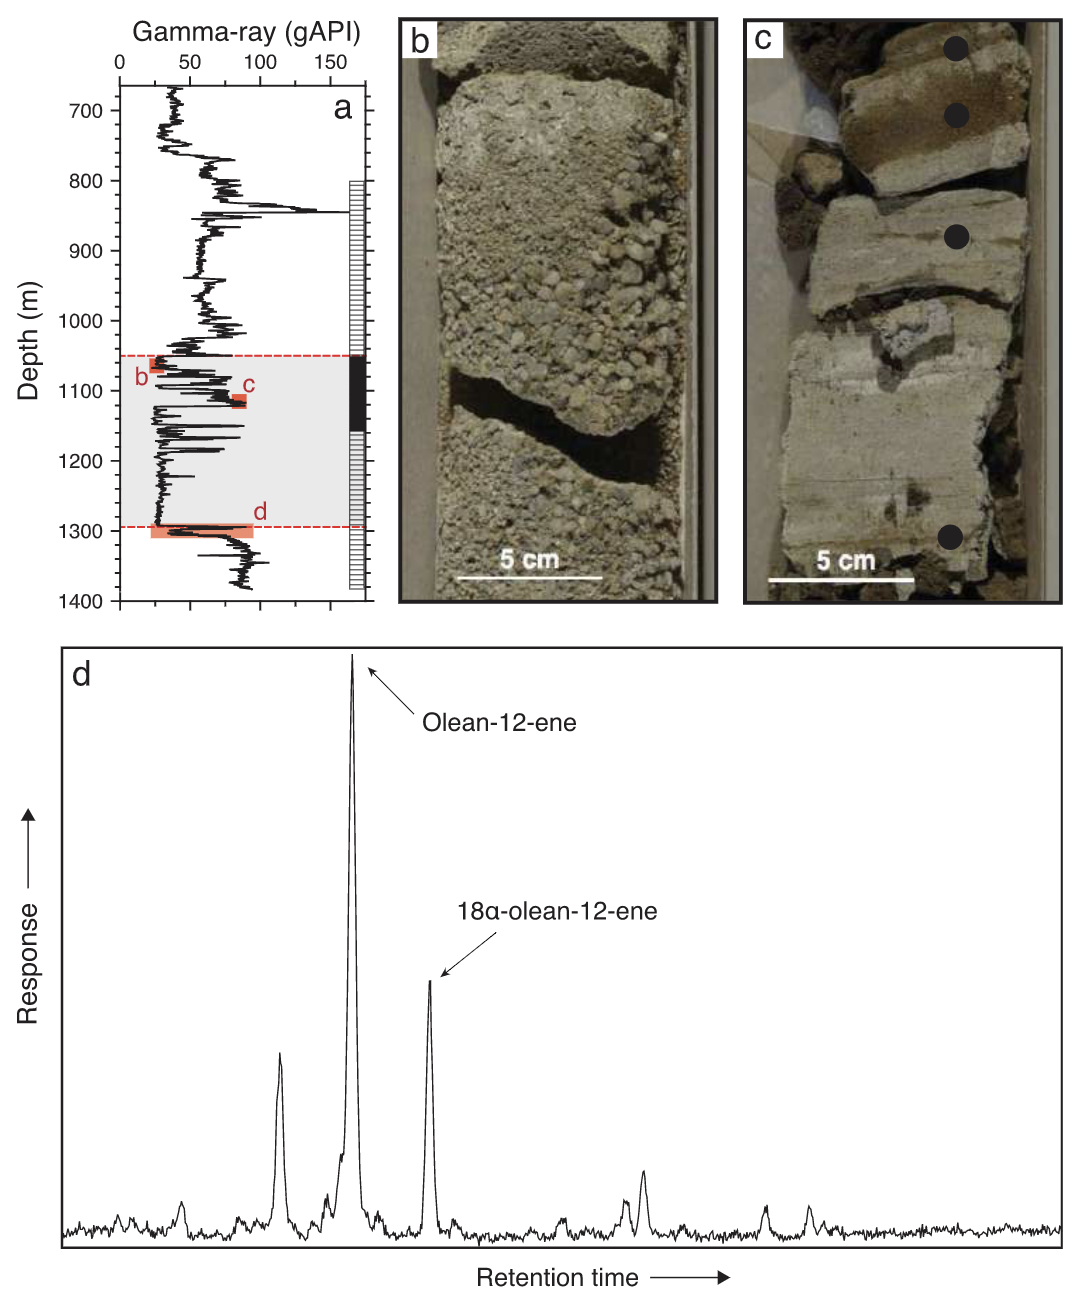 Gamma-ray (gAPI)
0 50 100 150
a
700
800
900
1000
1100
1200
1300
1400
Depth (m)
b
c
d
b
5 cm
c
5 cm
d
Olean-12-ene
18α-olean-12-ene
Response
Retention time